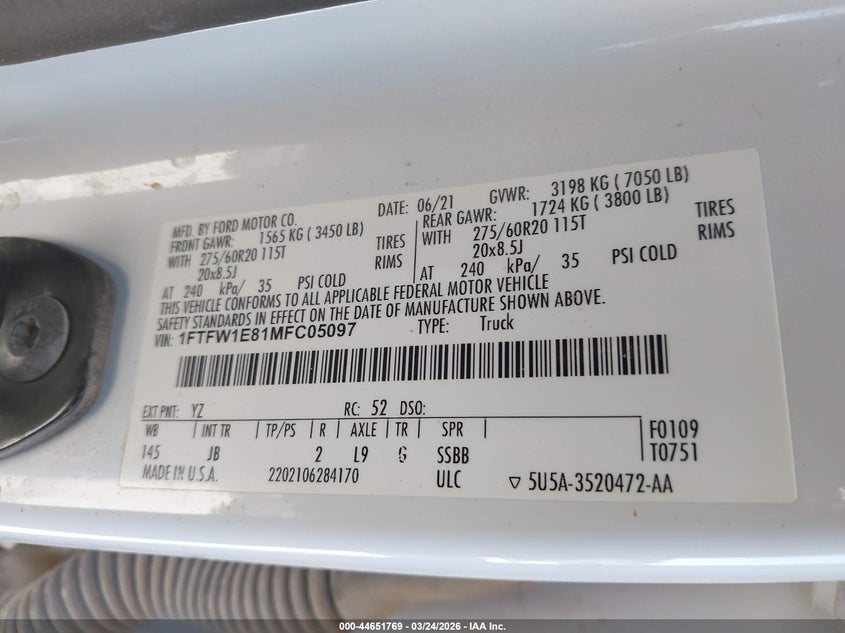 MFD. BY FORD MOTOR CO. DATE: 06/21 GVWR: 3198 KG ( 7050 LB)
FRONT GAWR: 1565 KG ( 3450 LB) REAR GAWR: 1724 KG ( 3800 LB)
WITH 275/60R20 115T TIRES WITH 275/60R20 115T TIRES
20x8.5J RIMS 20x8.5J RIMS
AT 240 kPa/ 35 PSI COLD AT 240 kPa/ 35 PSI COLD
THIS VEHICLE CONFORMS TO ALL APPLICABLE FEDERAL MOTOR VEHICLE
SAFETY STANDARDS IN EFFECT ON THE DATE OF MANUFACTURE SHOWN ABOVE.
VIN: 1FTFW1E81MFC05097 TYPE: Truck
EXT PNT: YZ RC: 52 DSO:
WB INT TR TP/PS R AXLE TR SPR F0109
145 JB 2 L9 G SSBB T0751
MADE IN U.S.A. 2202106284170 ULC ▽ 5U5A-3520472-AA
000-44651769 - 03/24/2026 - IAA Inc.